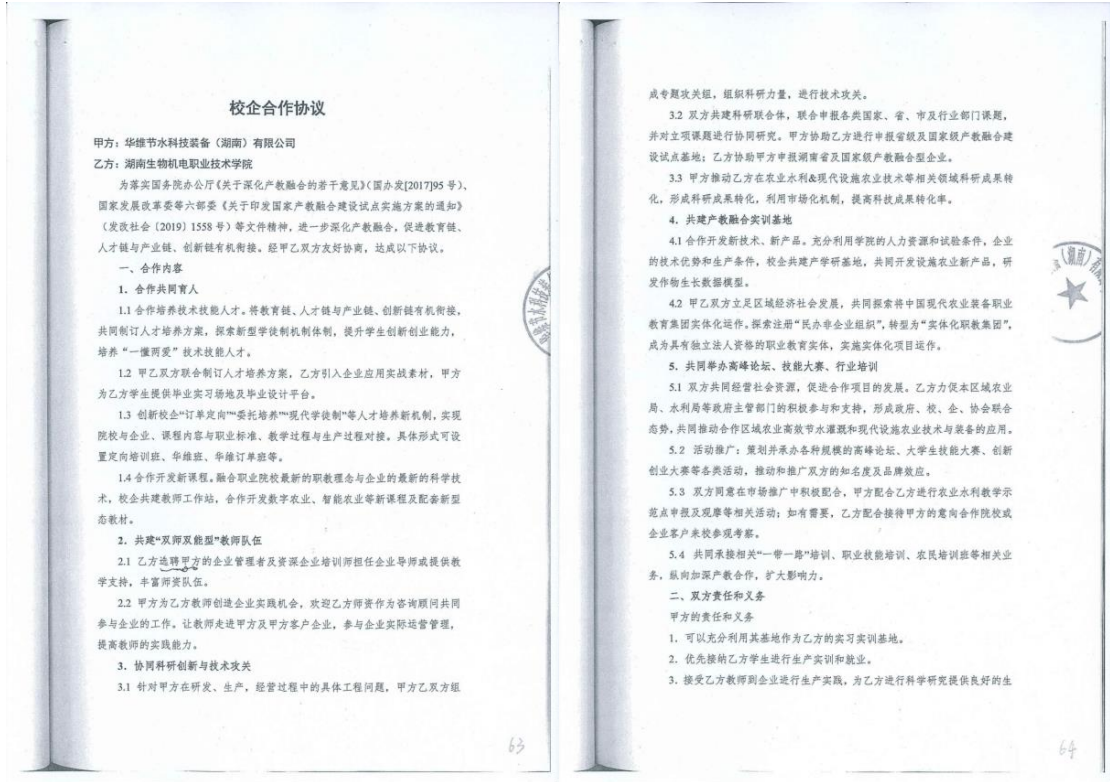 校企合作协议
甲方：华维节水科技装备（湖南）有限公司
乙方：湖南生物机电职业技术学院
为落实国务院办公厅《关于深化产教融合的若干意见》（国办发[2017]95 号）、
国家发展改革委等六部委《关于印发国家产教融合建设试点实施方案的通知》
（发改社会〔2019〕1558 号）等文件精神，进一步深化产教融合，促进教育链、
人才链与产业链、创新链有机衔接。经甲乙双方友好协商，达成以下协议。
一、合作内容
1. 合作共同育人
1.1 合作培养技术技能人才。将教育链、人才链与产业链、创新链有机衔接，
共同制订人才培养方案，探索新型学徒制机制体制，提升学生创新创业能力，
培养“一懂两爱”技术技能人才。
1.2 甲乙双方联合制订人才培养方案，乙方引入企业应用实战素材，甲方
为乙方学生提供毕业实习场地及毕业设计平台。
1.3 创新校企“订单定向”“委托培养”“现代学徒制”等人才培养新机制，实现
院校与企业、课程内容与职业标准、教学过程与生产过程对接。具体形式可设
置定向培训班、华维班、华维订单班等。
1.4 合作开发新课程。融合职业院校最新的职教理念与企业的最新的科学技
术，校企共建教师工作站，合作开发数字农业、智能农业等新课程及配套新型
态教材。
2. 共建“双师双能型”教师队伍
2.1 乙方选聘甲方的企业管理者及资深企业培训师担任企业导师或提供教
学支持，丰富师资队伍。
2.2 甲方为乙方教师创造企业实践机会，欢迎乙方师资作为咨询顾问共同
参与企业的工作。让教师走进甲方及甲方客户企业，参与企业实际运营管理，
提高教师的实践能力。
3. 协同科研创新与技术攻关
3.1 针对甲方在研发、生产，经营过程中的具体工程问题，甲方乙双方组
63
成专题攻关组，组织科研力量，进行技术攻关。
3.2 双方共建科研联合体，联合申报各类国家、省、市及行业部门课题，
并对立项课题进行协同研究。甲方协助乙方进行申报省级及国家级产教融合建
设试点基地；乙方协助甲方申报湖南省及国家级产教融合型企业。
3.3 甲方推动乙方在农业水利&现代设施农业技术等相关领域科研成果转
化，形成科研成果转化，利用市场化机制，提高科技成果转化率。
4. 共建产教融合实训基地
4.1 合作开发新技术、新产品。充分利用学院的人力资源和试验条件，企业
的技术优势和生产条件，校企共建产学研基地，共同开发设施农业新产品，研
发作物生长数据模型。
4.2 甲乙双方立足区域经济社会发展，共同探索将中国现代农业装备职业
教育集团实体化运作。探索注册“民办非企业组织”，转型为“实体化职教集团”，
成为具有独立法人资格的职业教育实体，实施实体化项目运作。
5. 共同举办高峰论坛、技能大赛、行业培训
5.1 双方共同经营社会资源，促进合作项目的发展。乙方力促本区域农业
局、水利局等政府主管部门的积极参与和支持，形成政府、校、企、协会联合
态势，共同推动合作区域农业高效节水灌溉和现代设施农业技术与装备的应用。
5.2 活动推广：策划并承办各种规模的高峰论坛、大学生技能大赛、创新
创业大赛等各类活动，推动和推广双方的知名度及品牌效应。
5.3 双方同意在市场推广中积极配合，甲方配合乙方进行农业水利教学示
范点申报及观摩等相关活动；如有需要，乙方配合接待甲方的意向合作院校或
企业客户来校参观考察。
5.4 共同承接相关“一带一路”培训、职业技能培训、农民培训班等相关业
务，纵向加深产教合作，扩大影响力。
二、双方责任和义务
甲方的责任和义务
1. 可以充分利用其基地作为乙方的实习实训基地。
2. 优先接纳乙方学生进行生产实训和就业。
3. 接受乙方教师到企业进行生产实践，为乙方进行科学研究提供良好的生
64